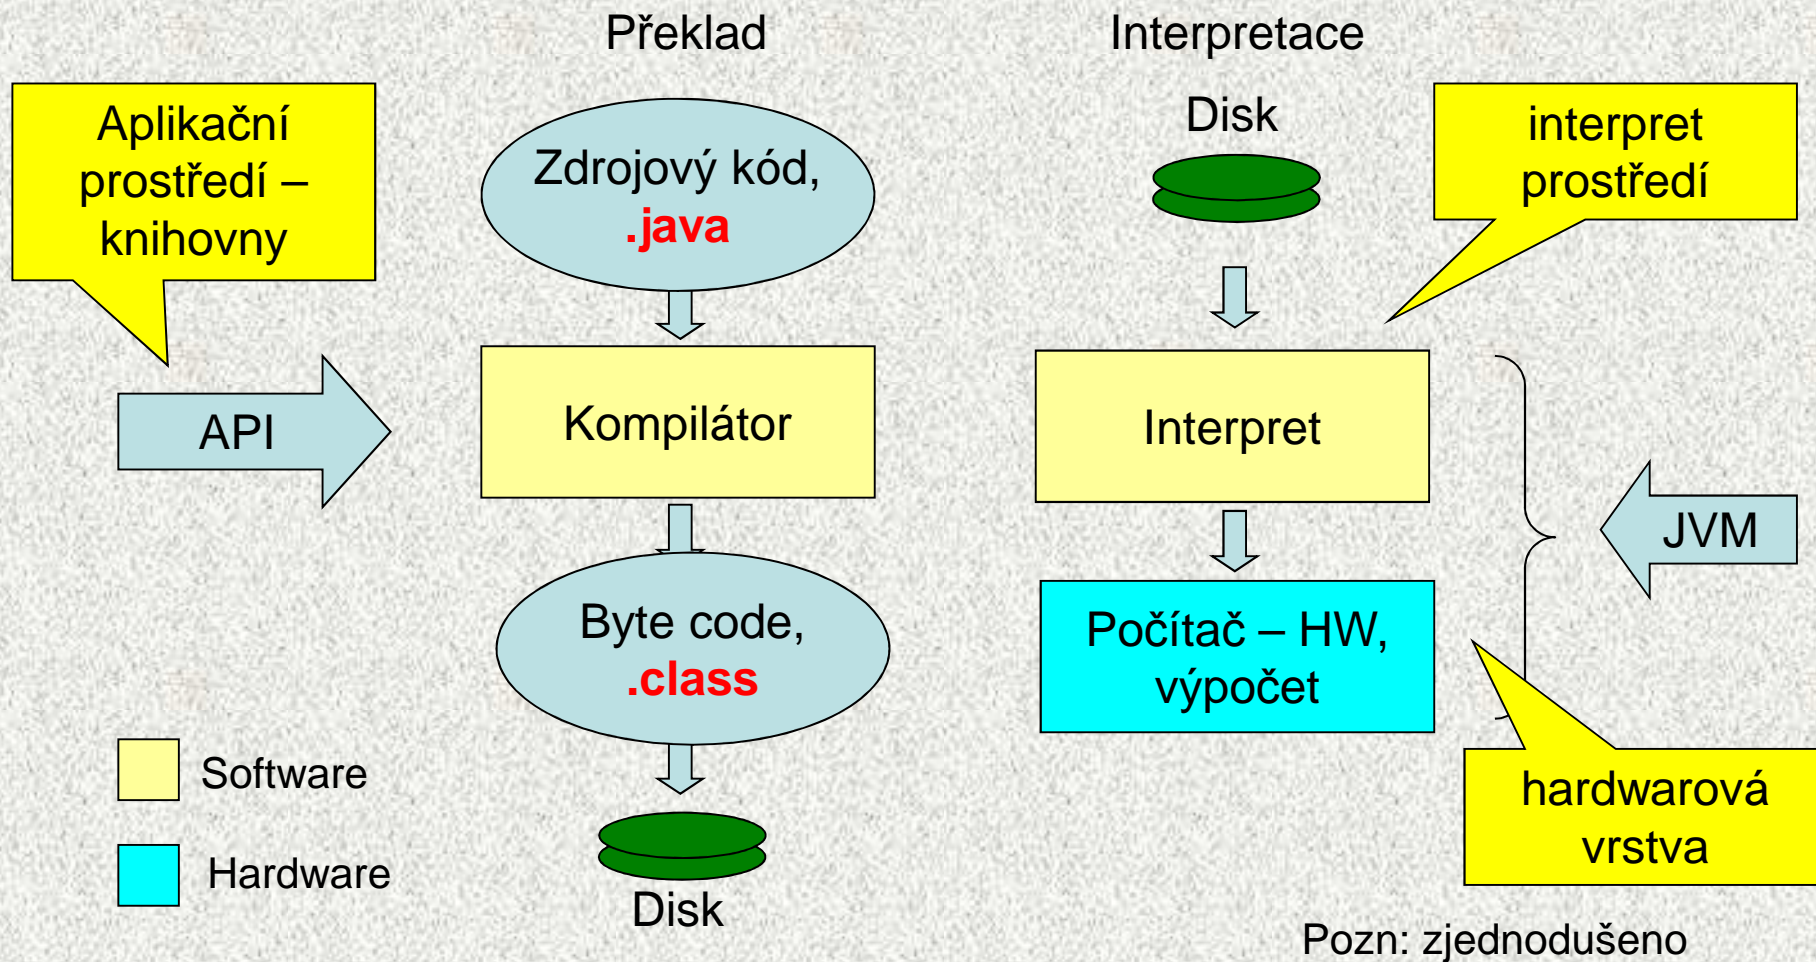 Překlad
Interpretace
Aplikační
prostředí –
knihovny
Zdrojový kód,
.java
Disk
interpret
prostředí
API
Kompilátor
Interpret
JVM
Byte code,
.class
Počítač – HW,
výpočet
Software
Hardware
Disk
hardwarová
vrstva
Pozn: zjednodušeno